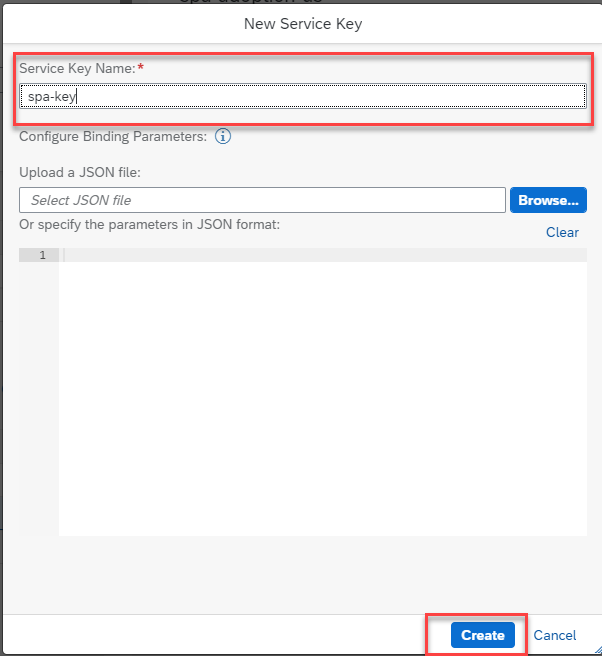 New Service Key
Service Key Name:*
spa-key
Configure Binding Parameters:
Upload a JSON file:
Select JSON file
Browse...
Or specify the parameters in JSON format:
Clear
1
Create
Cancel